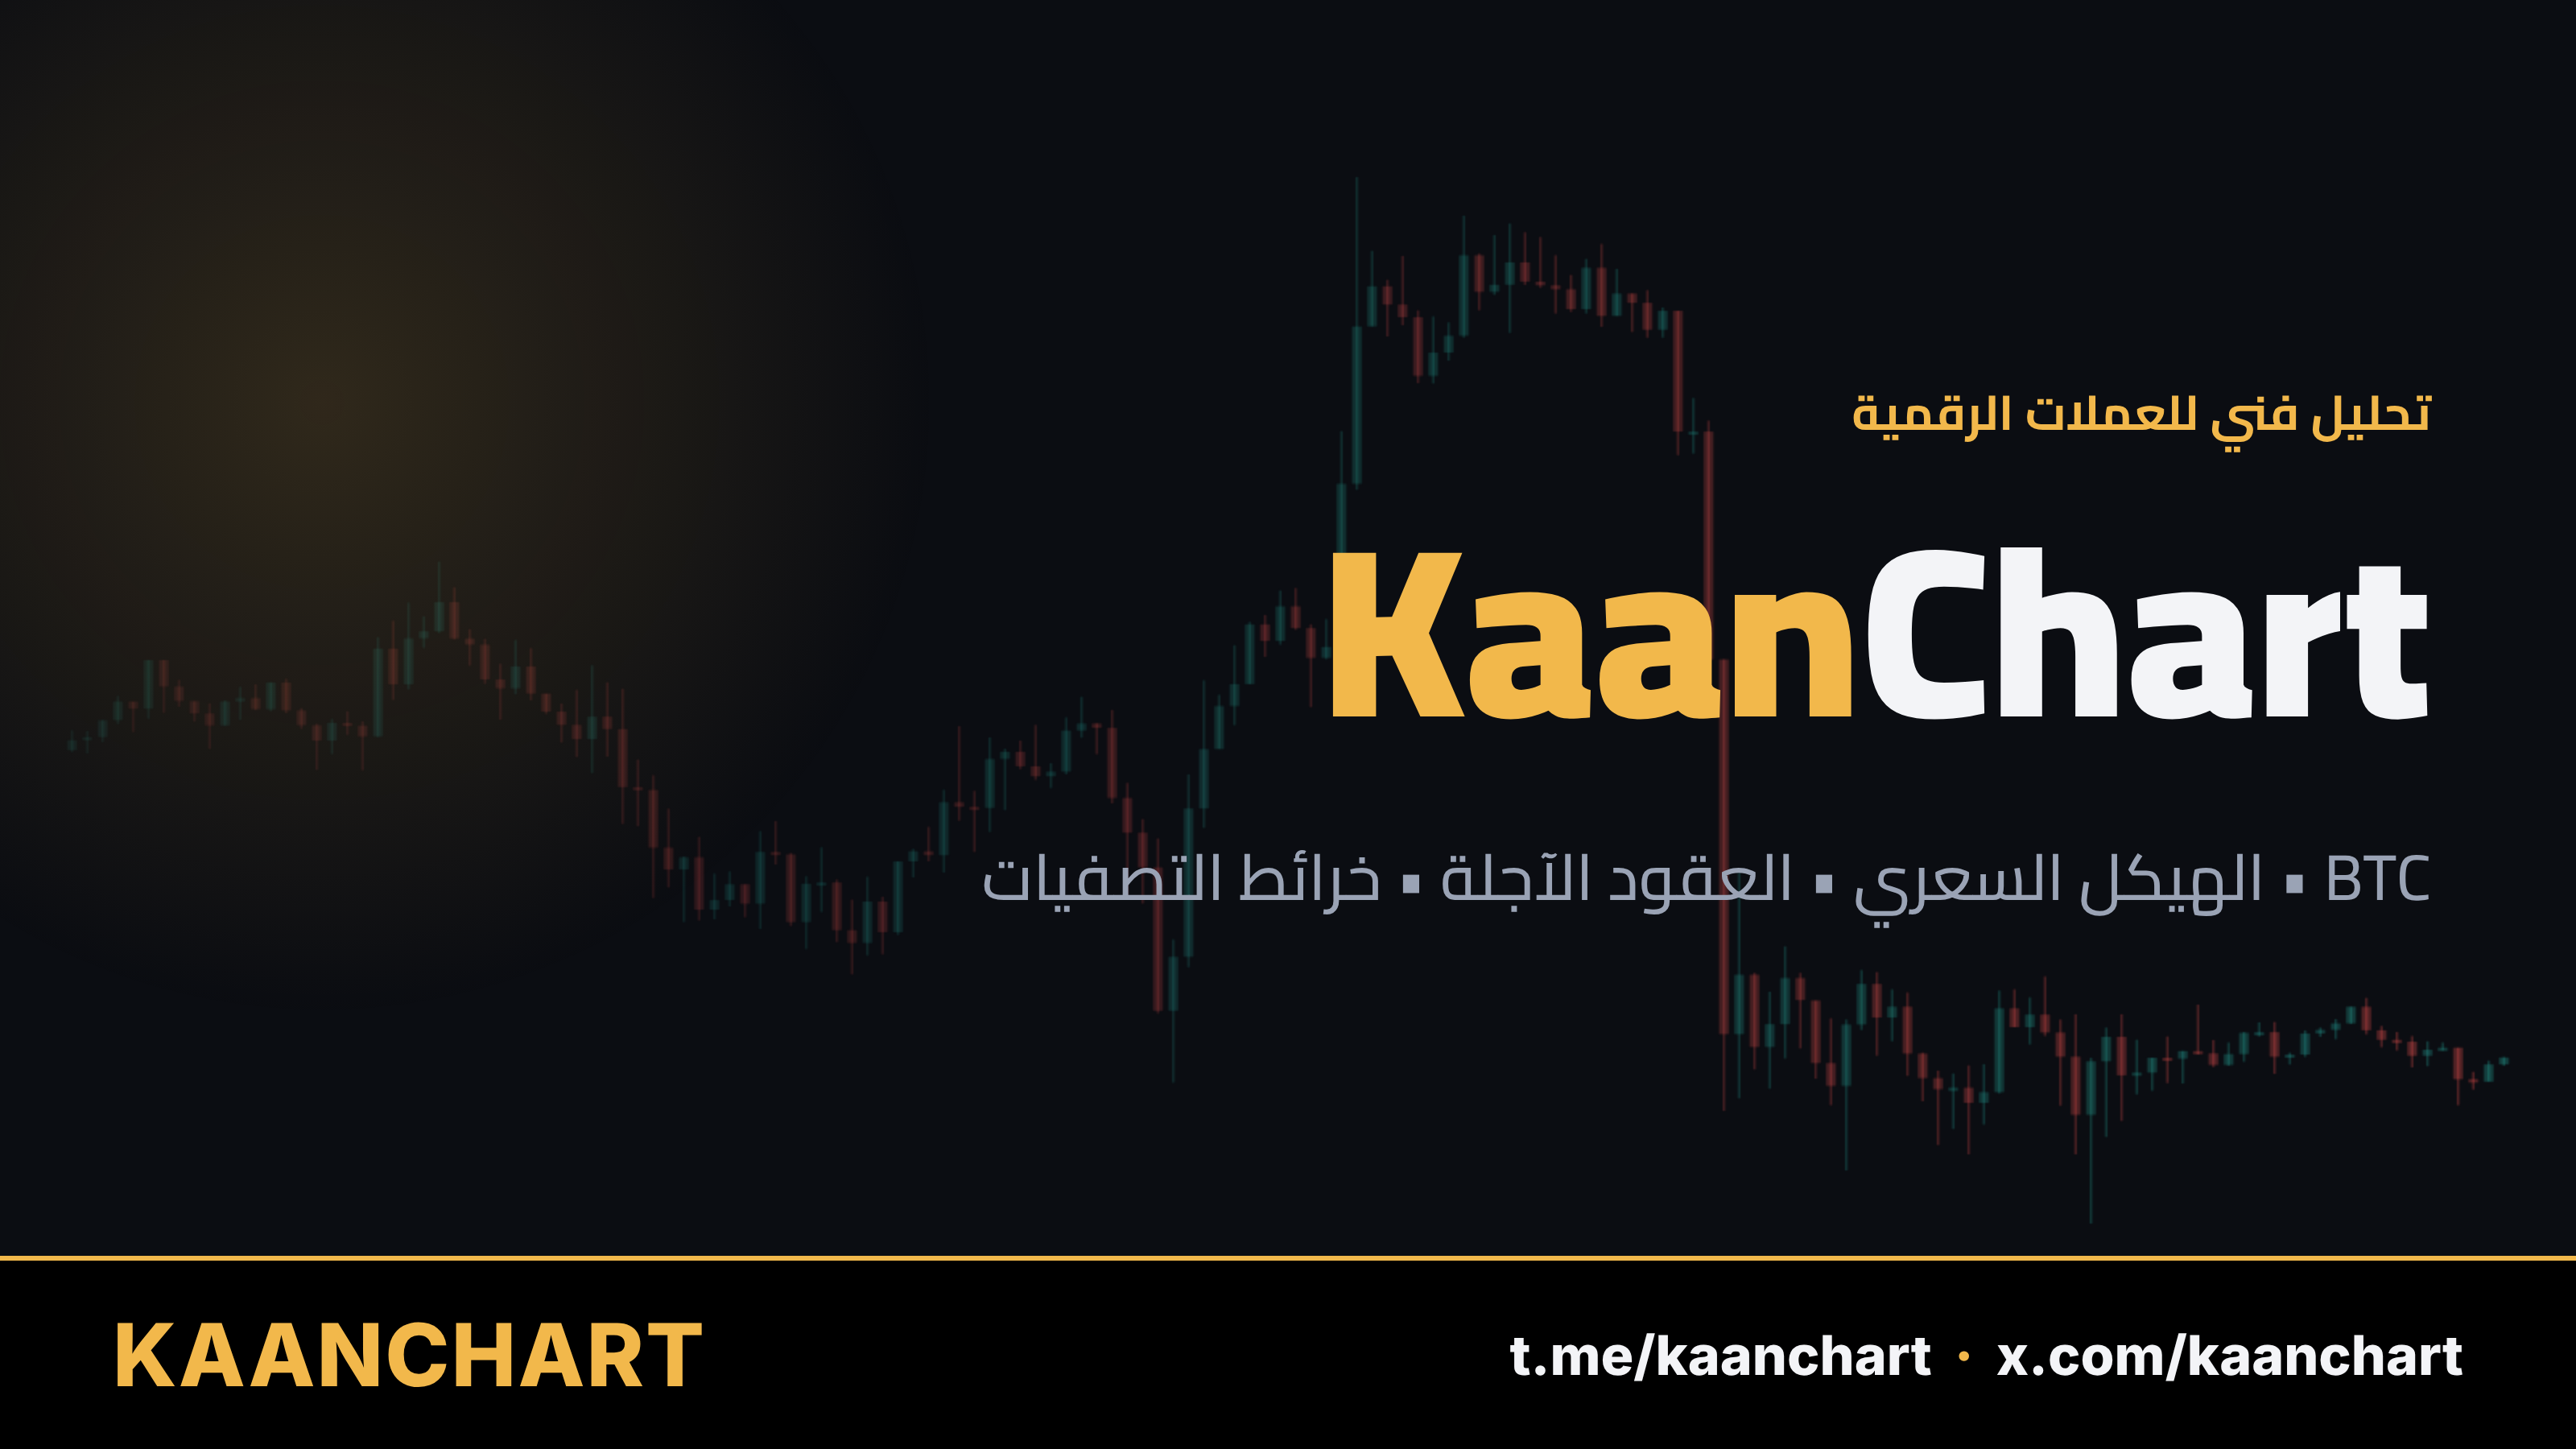 تحليل فني للعملات الرقمية
KaanChart
BTC ▪ الهيكل السعري ▪ العقود الآجلة ▪ خرائط التصفيات
KAANCHART
t.me/kaanchart · x.com/kaanchart